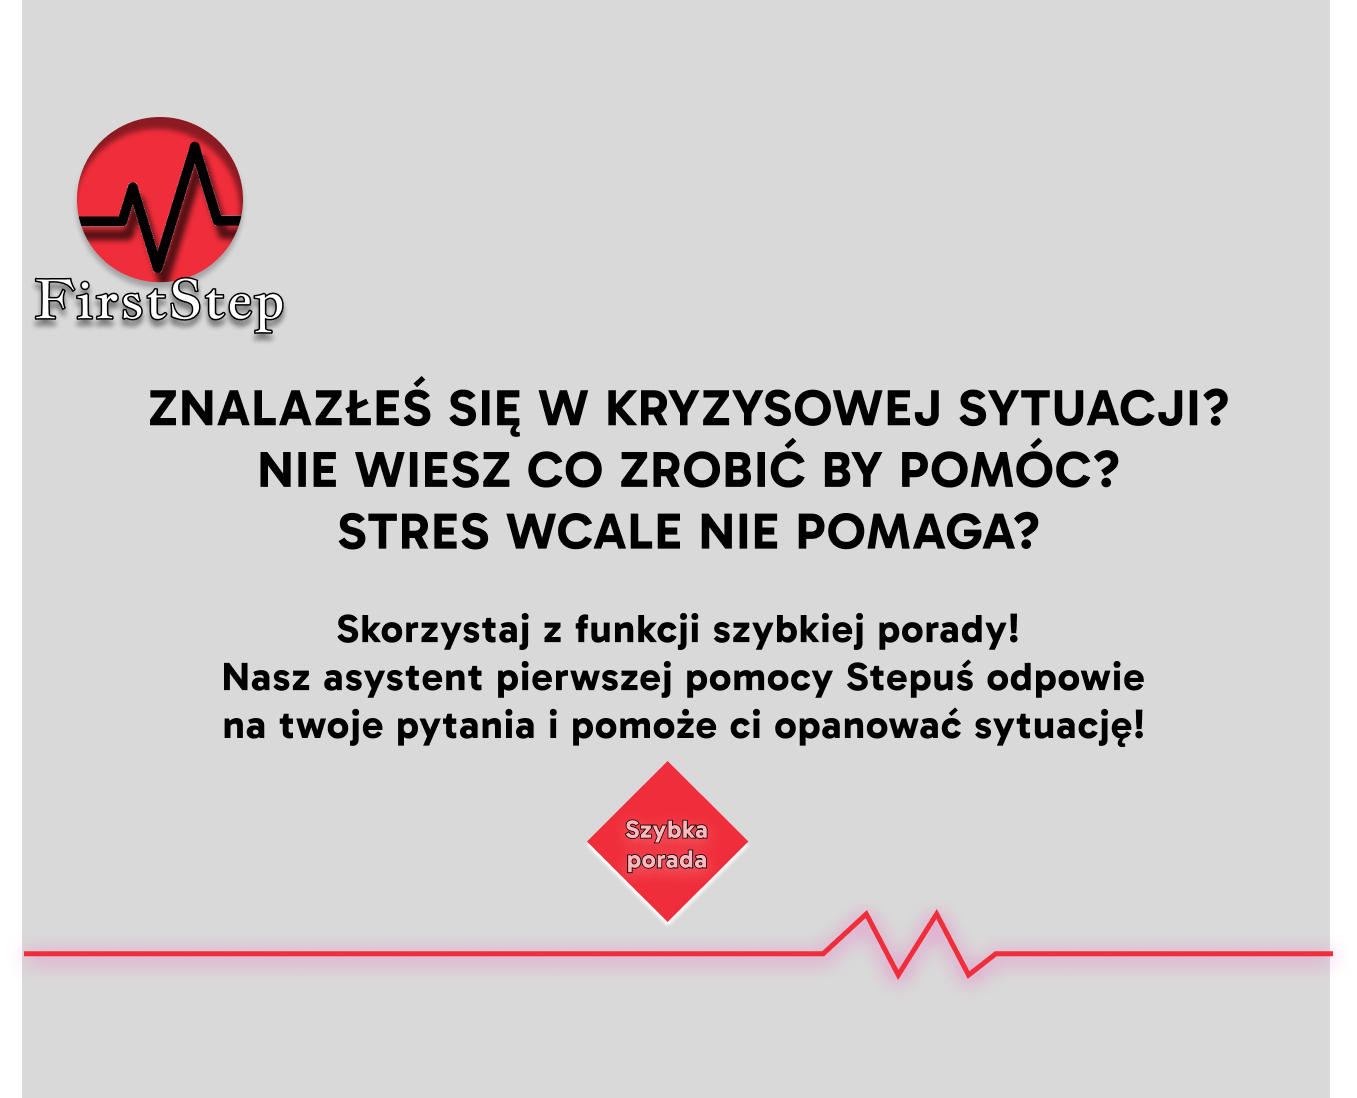 FirstStep
ZNALAZŁEŚ SIĘ W KRYZYSOWEJ SYTUACJI?
NIE WIESZ CO ZROBIĆ BY POMÓC?
STRES WCALE NIE POMAGA?
Skorzystaj z funkcji szybkiej porady!
Nasz asystent pierwszej pomocy Stepuś odpowie
na twoje pytania i pomoże ci opanować sytuację!
Szybka
porada